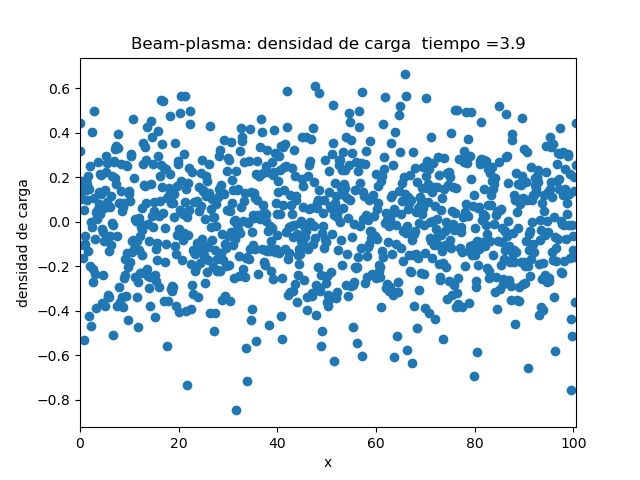 Beam-plasma: densidad de carga  tiempo =3.9
densidad de carga
0.6
0.4
0.2
0.0
−0.2
−0.4
−0.6
−0.8
0 20 40 60 80 100
x